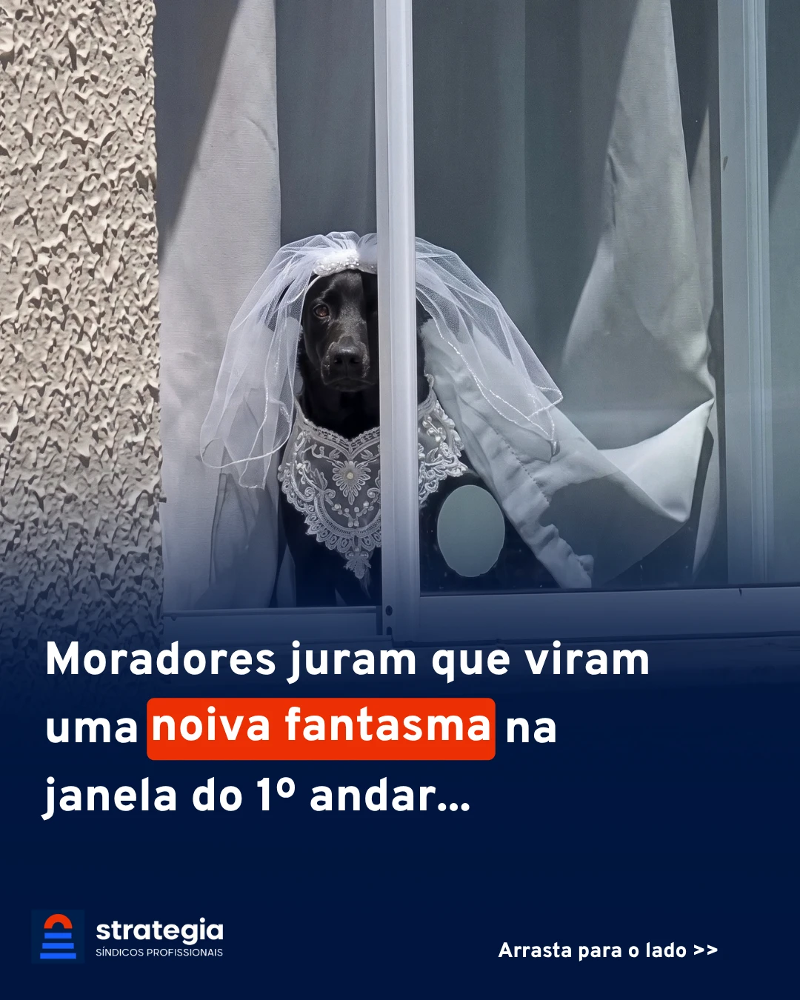 Moradores juram que viram
uma noiva fantasma na
janela do 1º andar...
strategia
SÍNDICOS PROFISSIONAIS
Arrasta para o lado >>